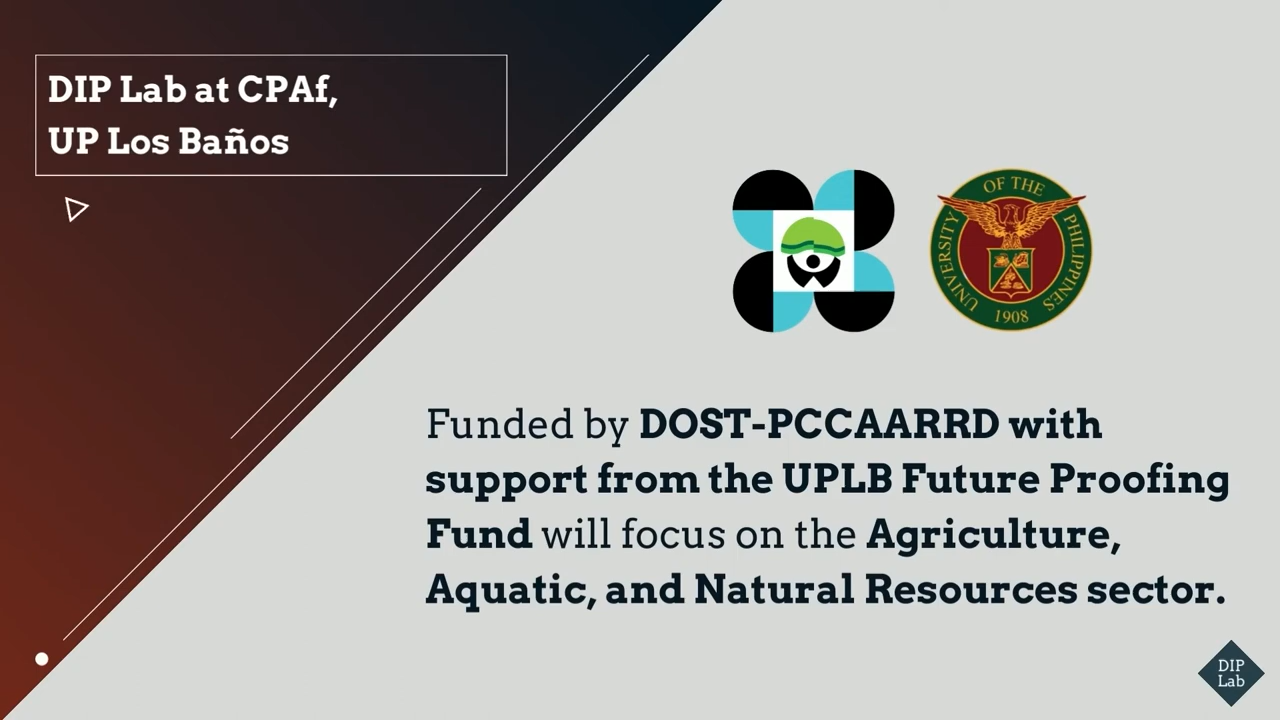 DIP Lab at CPAf,
UP Los Baños
UNIVERSITY OF THE PHILIPPINES
1908
Funded by DOST-PCCAARRD with
support from the UPLB Future Proofing
Fund will focus on the Agriculture,
Aquatic, and Natural Resources sector.
DIP
Lab